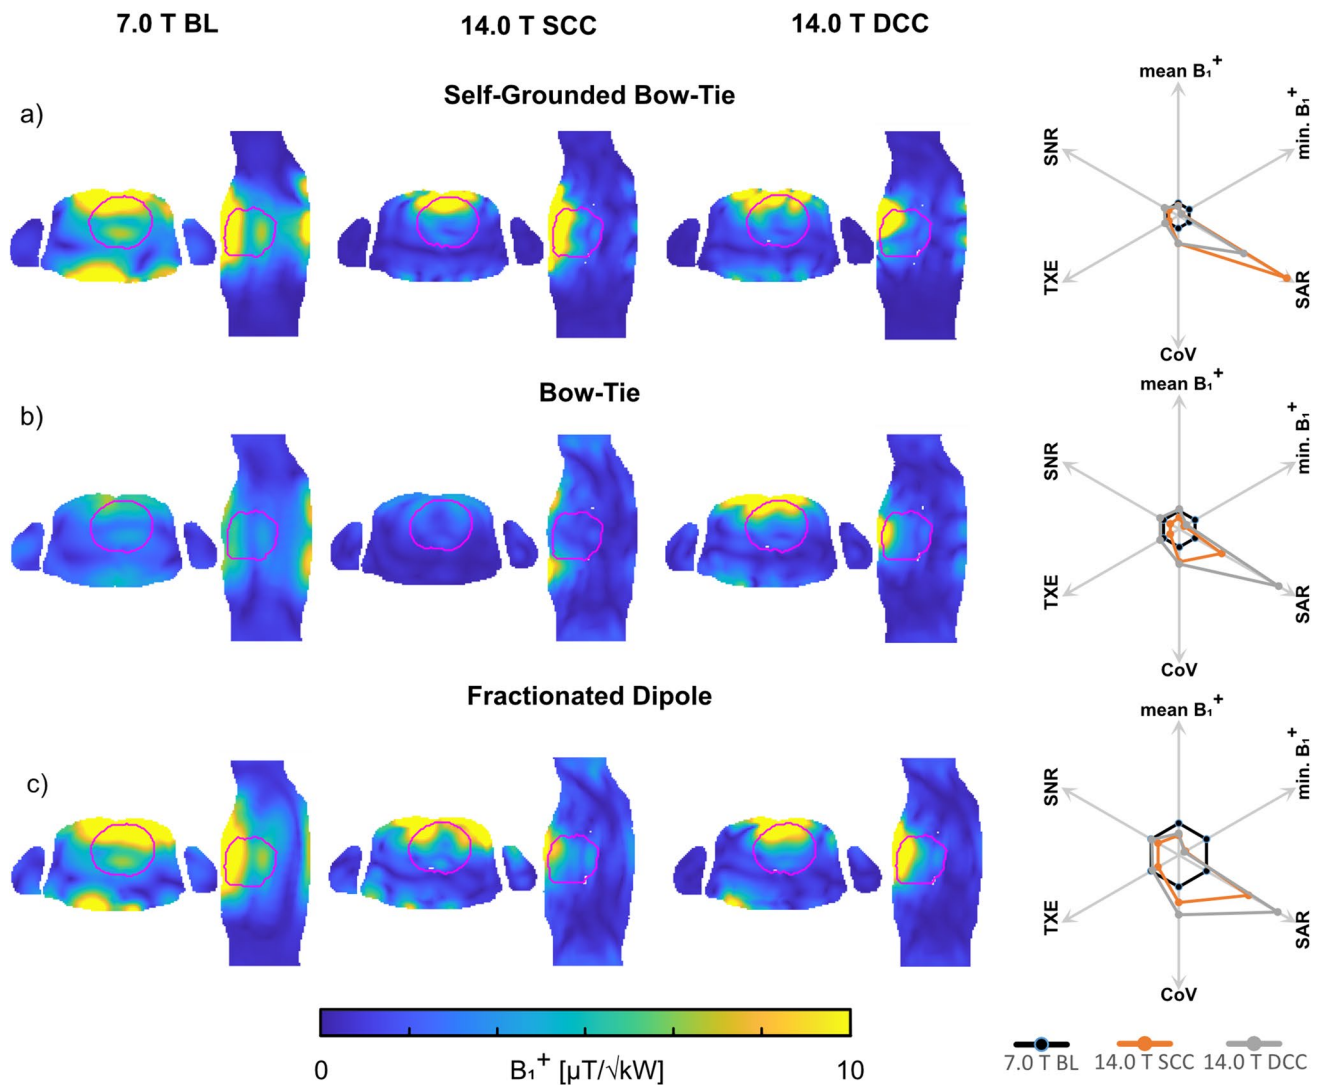 7.0 T BL
14.0 T SCC
14.0 T DCC
a)
Self-Grounded Bow-Tie
mean B₁⁺
min. B₁⁺
SAR
CoV
TXE
SNR
b)
Bow-Tie
mean B₁⁺
min. B₁⁺
SAR
CoV
TXE
SNR
c)
Fractionated Dipole
mean B₁⁺
min. B₁⁺
SAR
CoV
TXE
SNR
0
B₁⁺ [µT/√kW]
10
7.0 T BL
14.0 T SCC
14.0 T DCC